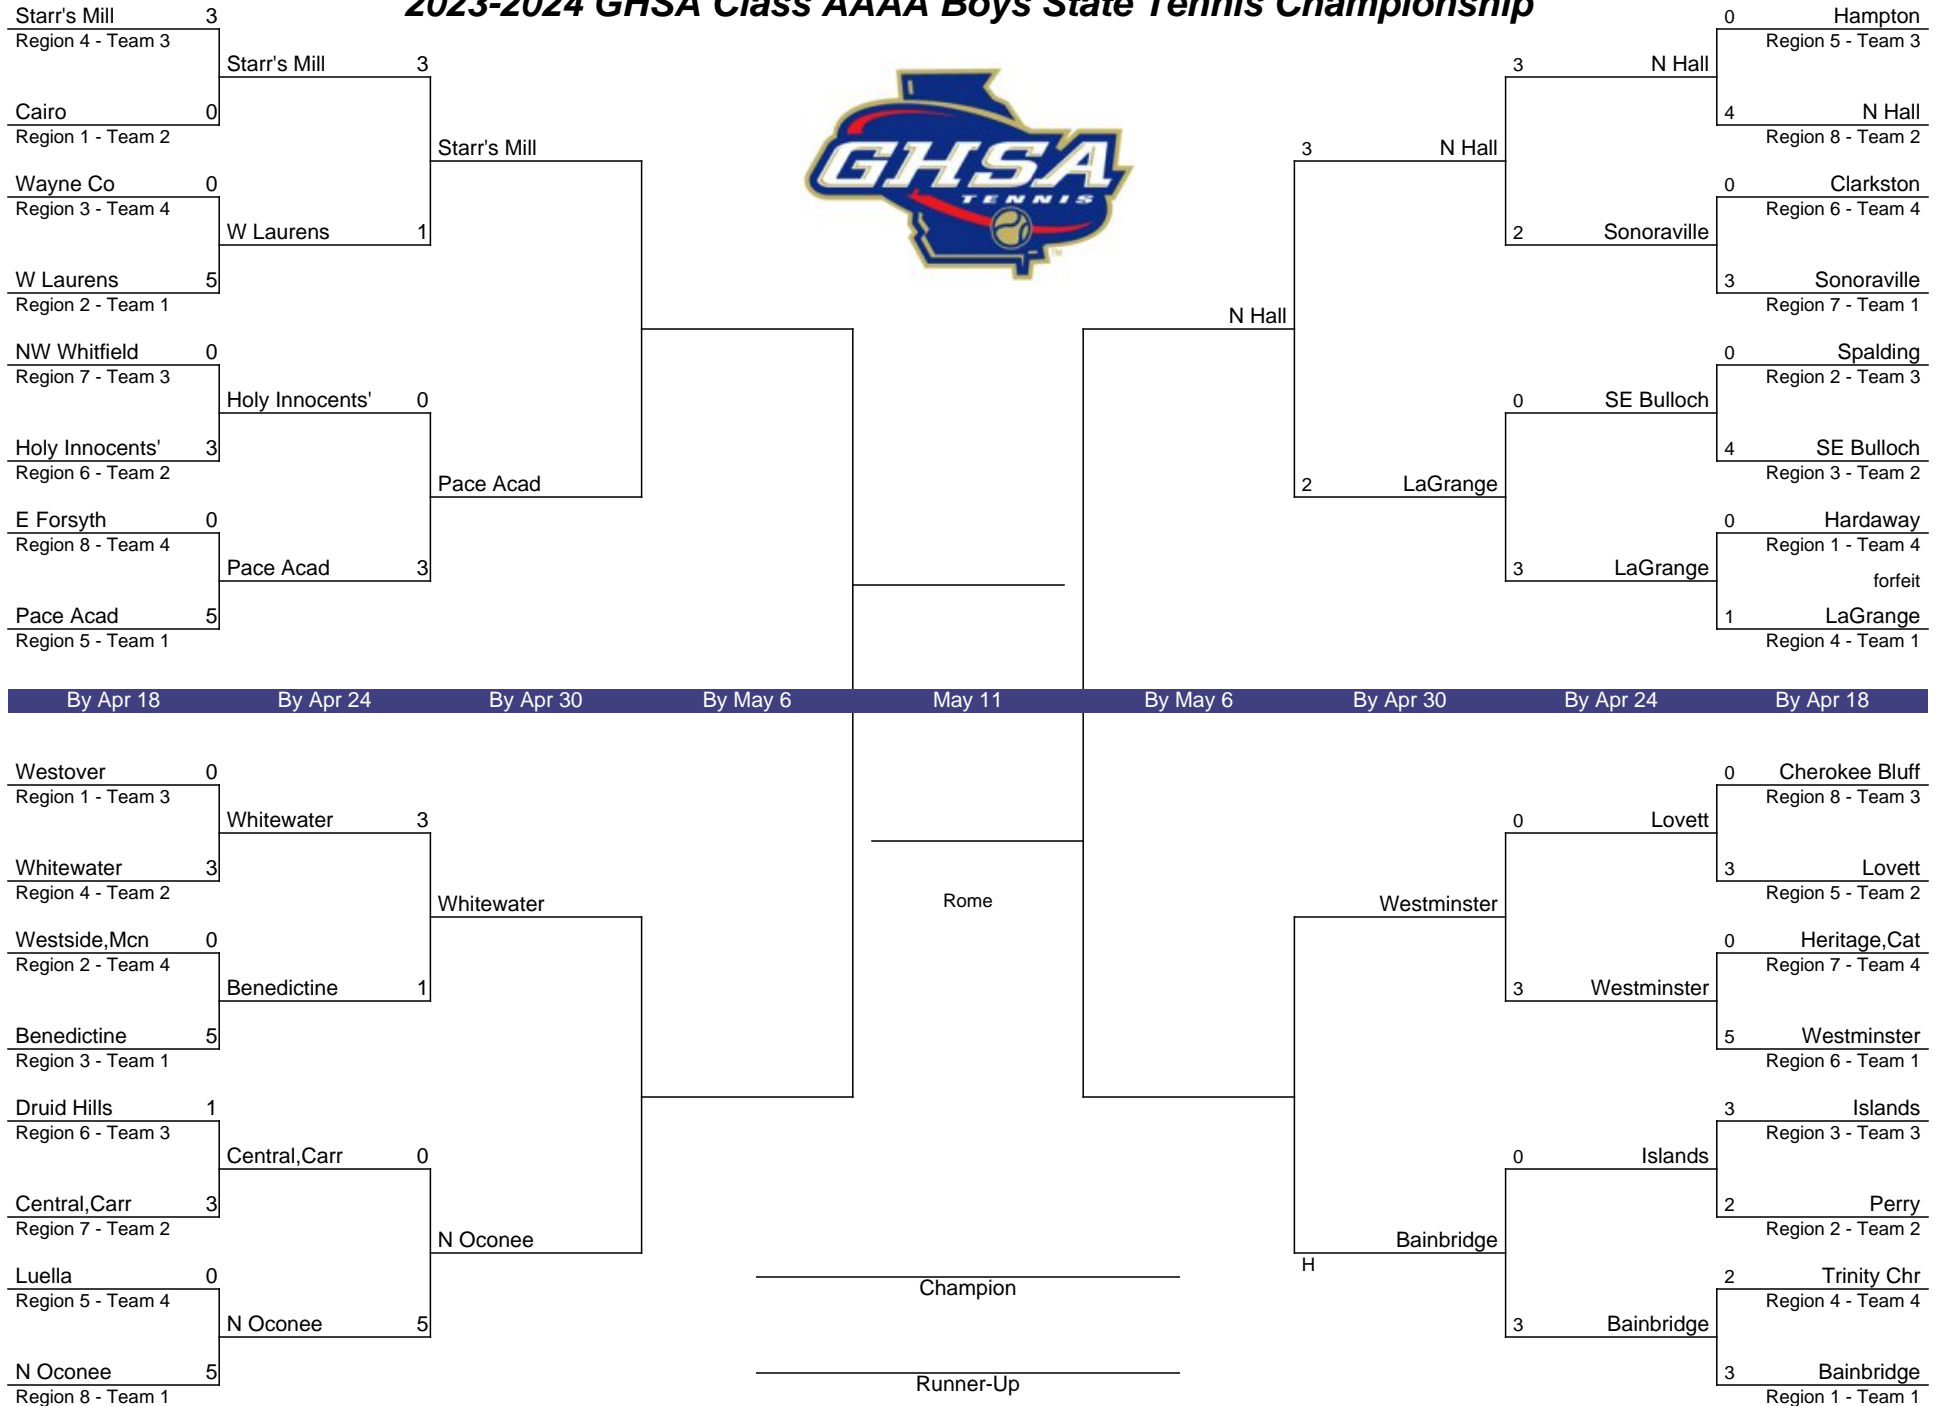 2023-2024 GHSA Class AAAA Boys State Tennis Championship
Starr's Mill 3
Region 4 - Team 3
Starr's Mill 3
Cairo 0
Region 1 - Team 2
Starr's Mill
Wayne Co 0
Region 3 - Team 4
W Laurens 1
W Laurens 5
Region 2 - Team 1
NW Whitfield 0
Region 7 - Team 3
Holy Innocents' 0
Holy Innocents' 3
Region 6 - Team 2
Pace Acad
E Forsyth 0
Region 8 - Team 4
Pace Acad 3
Pace Acad 5
Region 5 - Team 1
GHSA
TENNIS
TM
0 Hampton
Region 5 - Team 3
3 N Hall
4 N Hall
Region 8 - Team 2
3 N Hall
0 Clarkston
Region 6 - Team 4
2 Sonoraville
3 Sonoraville
Region 7 - Team 1
N Hall
0 Spalding
Region 2 - Team 3
0 SE Bulloch
4 SE Bulloch
Region 3 - Team 2
2 LaGrange
0 Hardaway
Region 1 - Team 4
3 LaGrange
forfeit
1 LaGrange
Region 4 - Team 1
By Apr 18 By Apr 24 By Apr 30 By May 6 May 11 By May 6 By Apr 30 By Apr 24 By Apr 18
Westover 0
Region 1 - Team 3
Whitewater 3
Whitewater 3
Region 4 - Team 2
Whitewater
Westside,Mcn 0
Region 2 - Team 4
Benedictine 1
Benedictine 5
Region 3 - Team 1
Druid Hills 1
Region 6 - Team 3
Central,Carr 0
Central,Carr 3
Region 7 - Team 2
N Oconee
Luella 0
Region 5 - Team 4
N Oconee 5
N Oconee 5
Region 8 - Team 1
Rome
Champion
Runner-Up
0 Cherokee Bluff
Region 8 - Team 3
0 Lovett
3 Lovett
Region 5 - Team 2
Westminster
0 Heritage,Cat
Region 7 - Team 4
3 Westminster
5 Westminster
Region 6 - Team 1
3 Islands
Region 3 - Team 3
0 Islands
2 Perry
Region 2 - Team 2
Bainbridge
H
2 Trinity Chr
Region 4 - Team 4
3 Bainbridge
3 Bainbridge
Region 1 - Team 1